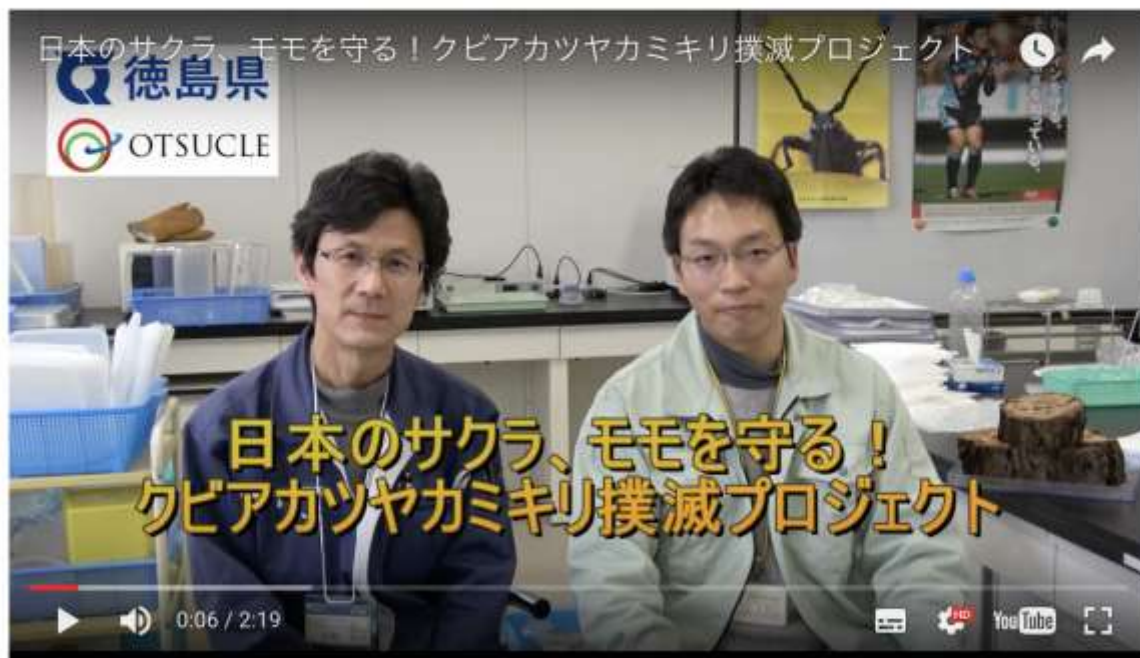 日本のサクラ、モモを守る！クビアカツヤカミキリ撲滅プロジェクト
徳島県
OTSUCLE
日本のサクラ、モモを守る！
クビアカツヤカミキリ撲滅プロジェクト
0:06 / 2:19
HD
YouTube